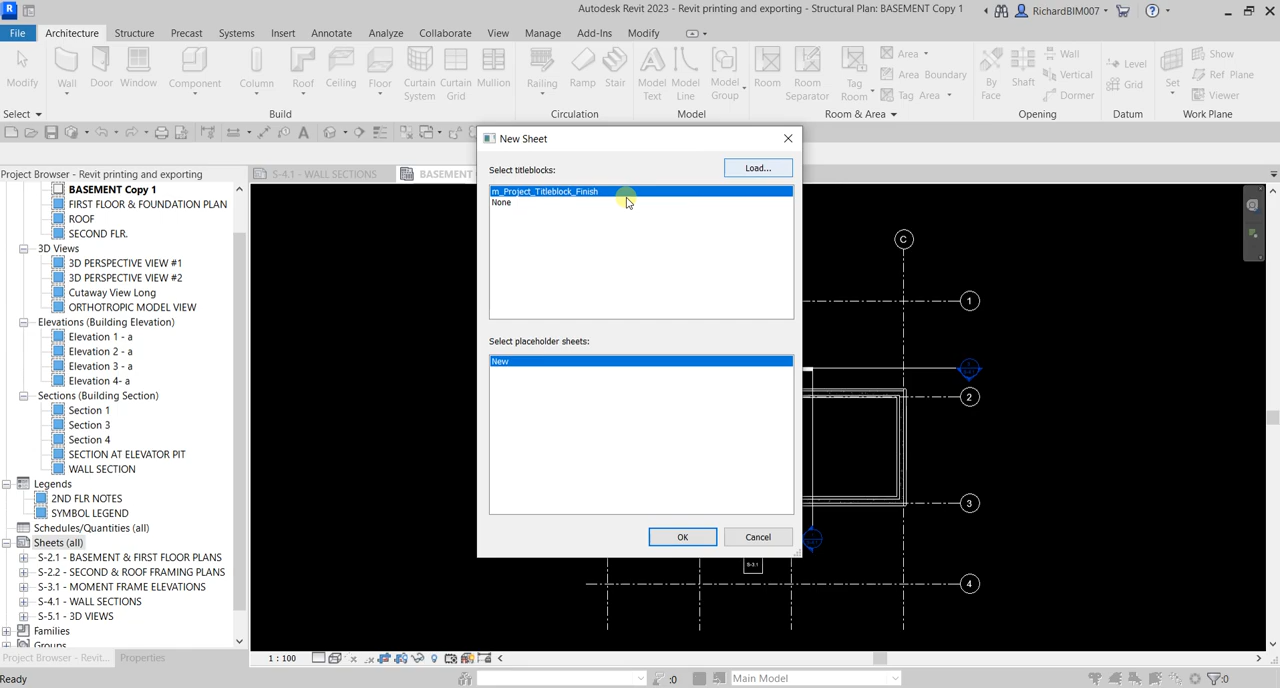 Autodesk Revit 2023 - Revit printing and exporting - Structural Plan: BASEMENT Copy 1
RichardBIM007
File Architecture Structure Precast Systems Insert Annotate Analyze Collaborate View Manage Add-Ins Modify
Modify Wall Door Window Component Column Roof Ceiling Floor Curtain System Curtain Grid Mullion Railing Ramp Stair Model Text Model Line Model Group Room Room Separator Tag Room
Area
Area Boundary
Tag Area
By Face
Shaft
Wall
Vertical
Dormer
Level
Grid
Set
Show
Ref Plane
Viewer
Select Build Circulation Model Room & Area Opening Datum Work Plane
Project Browser - Revit printing and exporting
S-4.1 - WALL SECTIONS
BASEMENT
BASEMENT Copy 1
FIRST FLOOR & FOUNDATION PLAN
ROOF
SECOND FLR.
3D Views
3D PERSPECTIVE VIEW #1
3D PERSPECTIVE VIEW #2
Cutaway View Long
ORTHOTROPIC MODEL VIEW
Elevations (Building Elevation)
Elevation 1 - a
Elevation 2 - a
Elevation 3 - a
Elevation 4- a
Sections (Building Section)
Section 1
Section 3
Section 4
SECTION AT ELEVATOR PIT
WALL SECTION
Legends
2ND FLR NOTES
SYMBOL LEGEND
Schedules/Quantities (all)
Sheets (all)
S-2.1 - BASEMENT & FIRST FLOOR PLANS
S-2.2 - SECOND & ROOF FRAMING PLANS
S-3.1 - MOMENT FRAME ELEVATIONS
S-4.1 - WALL SECTIONS
S-5.1 - 3D VIEWS
Families
Groups
Project Browser - Revit... Properties
New Sheet
Select titleblocks:
Load...
m_Project_Titleblock_Finish
None
Select placeholder sheets:
New
OK Cancel
C
1
2
3
4
S-3.1
1 : 100
Ready
:0
Main Model
:0